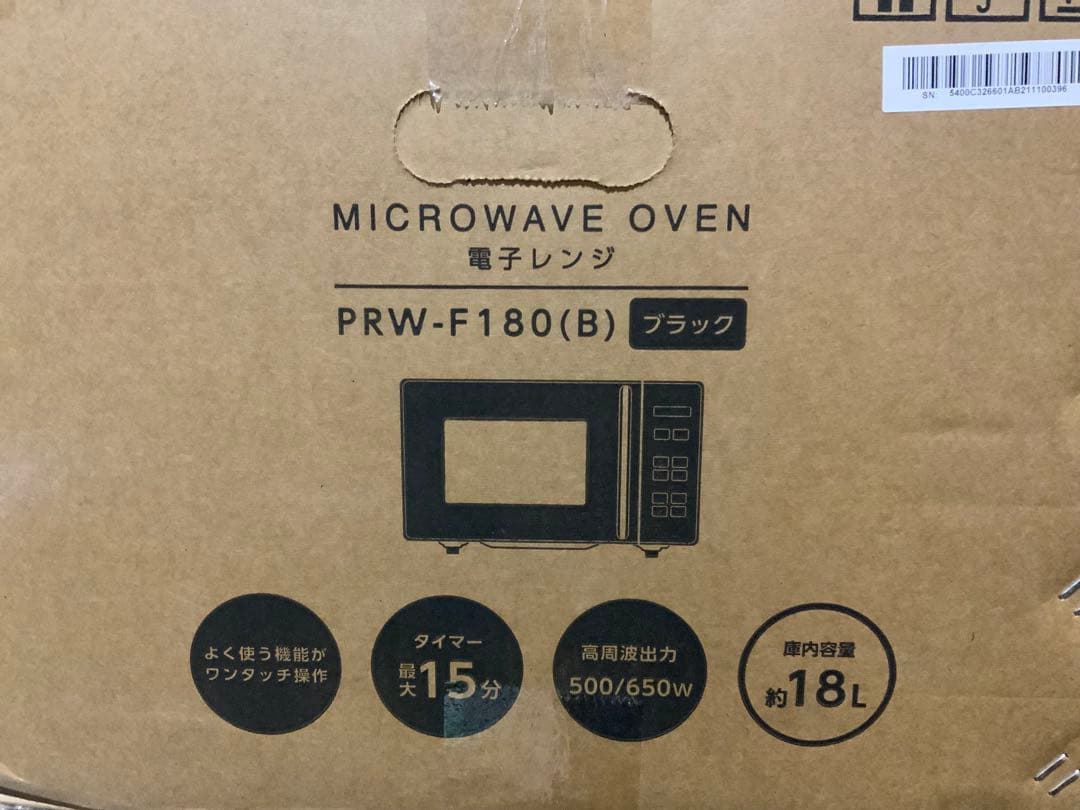 SN: 5400C326601AB211100396
MICROWAVE OVEN
電子レンジ
PRW-F180(B) ブラック
よく使う機能が
ワンタッチ操作
タイマー
最大15分
高周波出力
500/650W
庫内容量
約18L